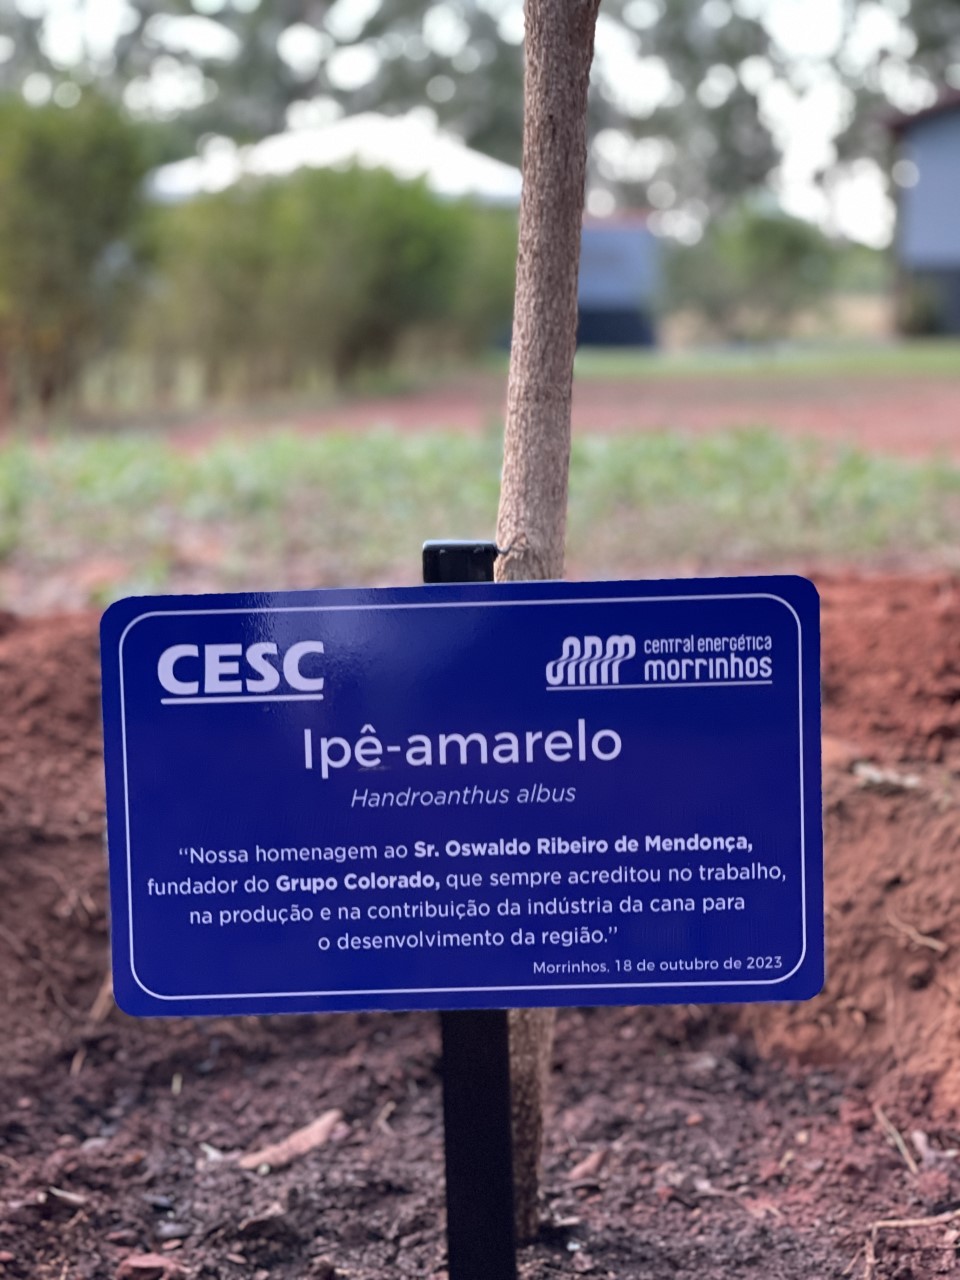 CESC
central energética
morrinhos
Ipê-amarelo
Handroanthus albus
“Nossa homenagem ao Sr. Oswaldo Ribeiro de Mendonça,
fundador do Grupo Colorado, que sempre acreditou no trabalho,
na produção e na contribuição da indústria da cana para
o desenvolvimento da região.”
Morrinhos, 18 de outubro de 2023